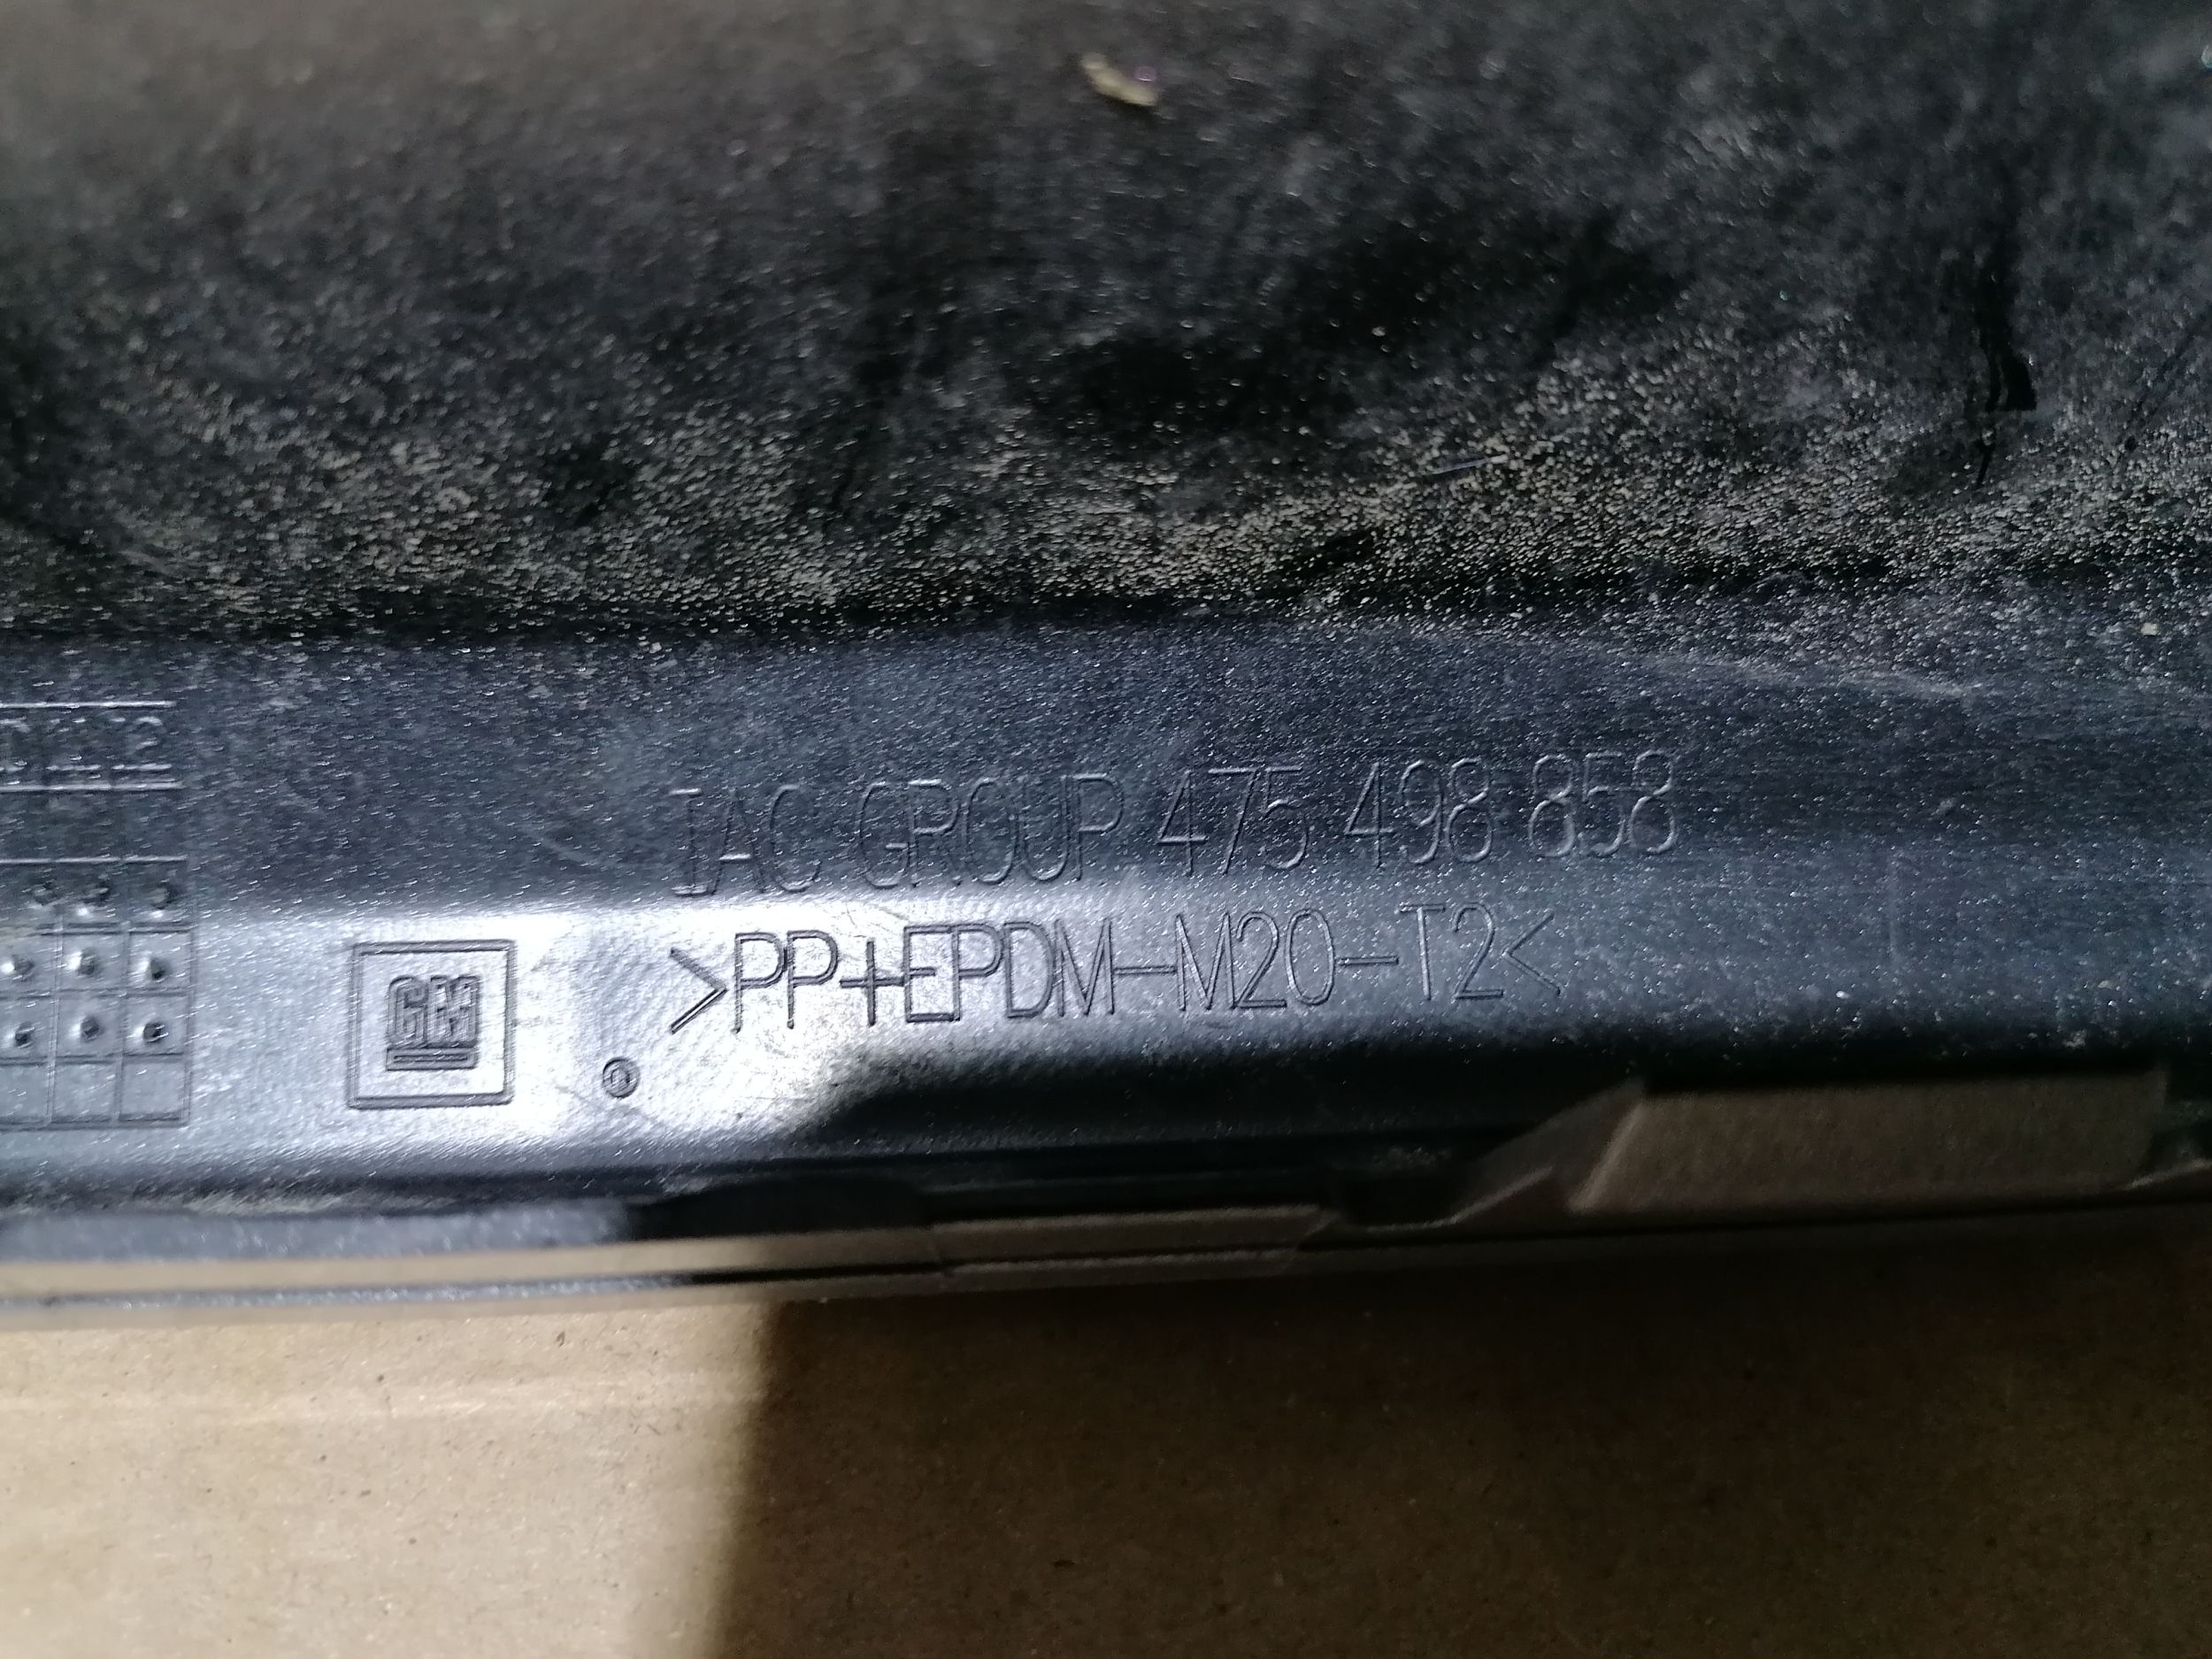 IAC GROUP 475 498 858
GM
>PP+EPDM-M20-T2<